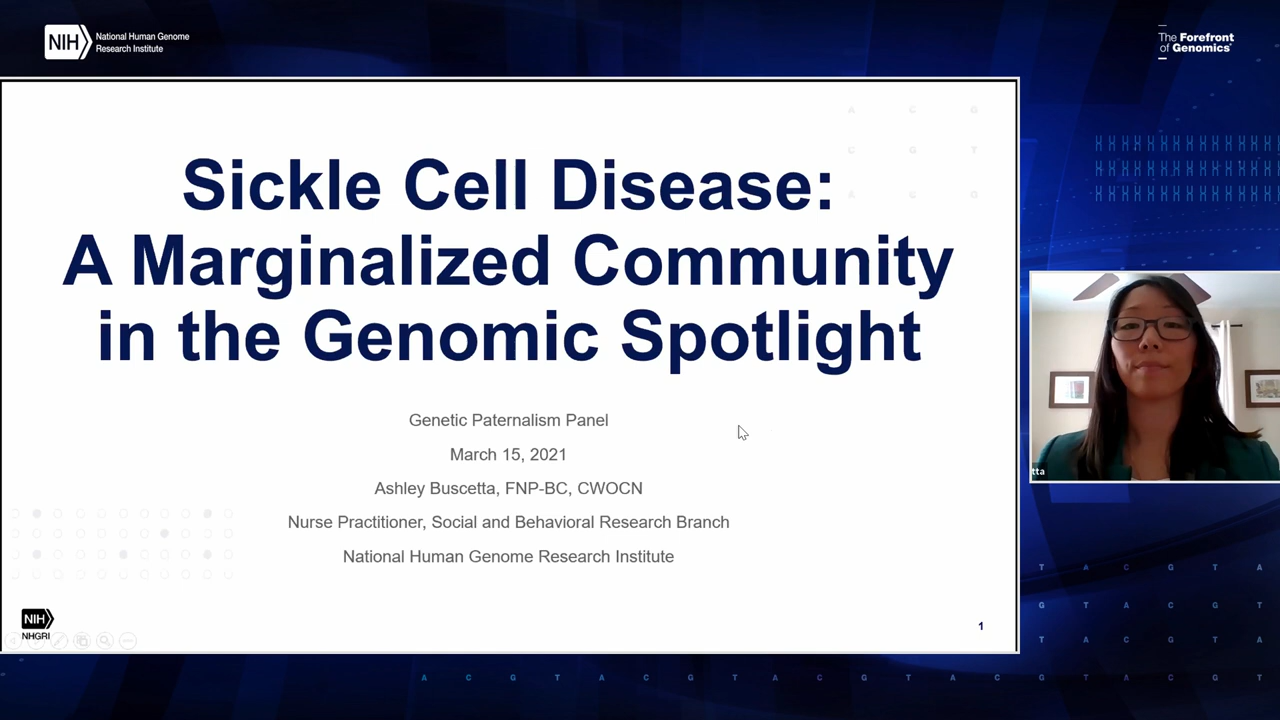 NIH
National Human Genome
Research Institute
The Forefront
of Genomics®
Sickle Cell Disease:
A Marginalized Community
in the Genomic Spotlight
Genetic Paternalism Panel
March 15, 2021
Ashley Buscetta, FNP-BC, CWOCN
Nurse Practitioner, Social and Behavioral Research Branch
National Human Genome Research Institute
NIH
NHGRI
1
A C G
C G T
A C G
tta
T A C G T A
G T A C G T
T A C G T A
A C G T A C G T A C G T A C G T A C G T